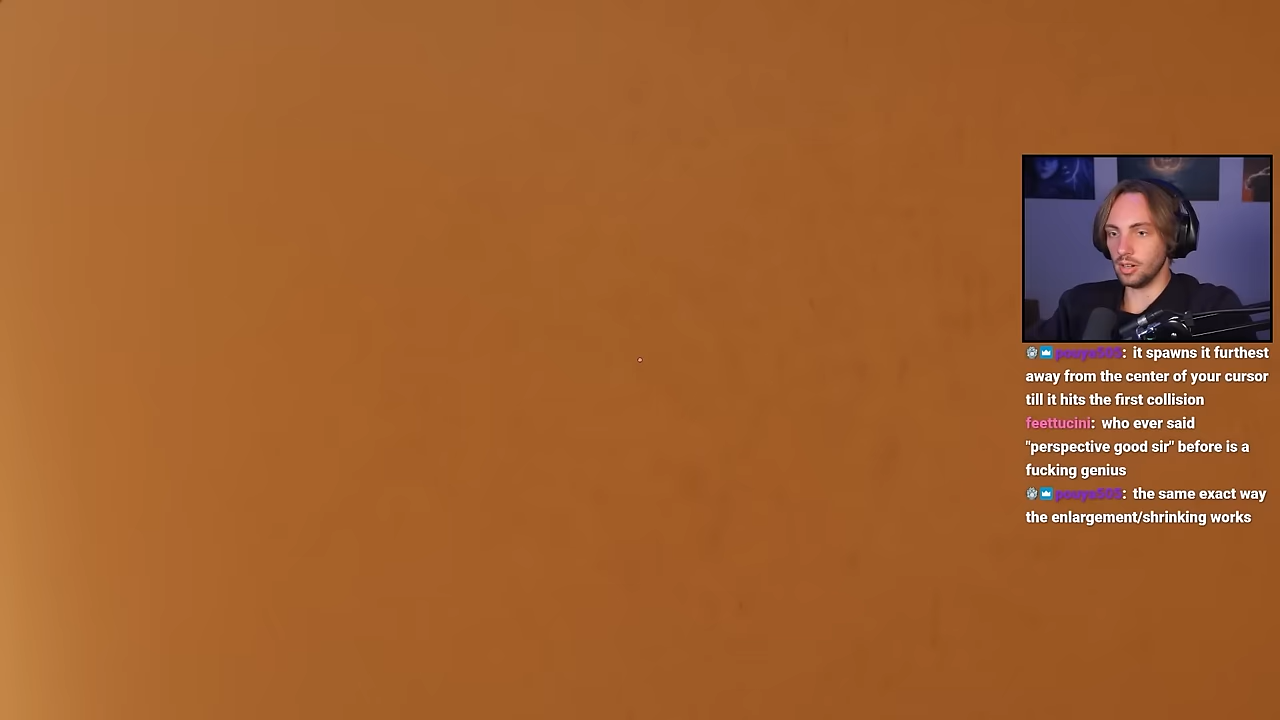 : it spawns it furthest
away from the center of your cursor
till it hits the first collision
feettucini: who ever said
"perspective good sir" before is a
fucking genius
: the same exact way
the enlargement/shrinking works